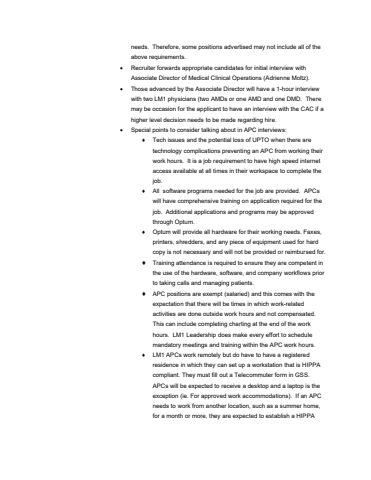 needs. Therefore, some positions advertised may not include all of the
above requirements.
• Recruiter forwards appropriate candidates for initial interview with
Associate Director of Medical Clinical Operations (Adrienne Moltz).
• Those advanced by the Associate Director will have a 1-hour interview
with two LM1 physicians (two AMDs or one AMD and one DMD. There
may be occasion for the applicant to have an interview with the CAC if a
higher level decision needs to be made regarding hire.
• Special points to consider talking about in APC interviews:
♦ Tech issues and the potential loss of UPTO when there are
technology complications preventing an APC from working their
work hours. It is a job requirement to have high speed internet
access available at all times in their workspace to complete the
job.
♦ All software programs needed for the job are provided. APCs
will have comprehensive training on application required for the
job. Additional applications and programs may be approved
through Optum.
♦ Optum will provide all hardware for their working needs. Faxes,
printers, shredders, and any piece of equipment used for hard
copy is not necessary and will not be provided or reimbursed for.
♦ Training attendance is required to ensure they are competent in
the use of the hardware, software, and company workflows prior
to taking calls and managing patients.
♦ APC positions are exempt (salaried) and this comes with the
expectation that there will be times in which work-related
activities are done outside work hours and not compensated.
This can include completing charting at the end of the work
hours. LM1 Leadership does make every effort to schedule
mandatory meetings and training within the APC work hours.
♦ LM1 APCs work remotely but do have to have a registered
residence in which they can set up a workstation that is HIPPA
compliant. They must fill out a Telecommuter form in GSS.
APCs will be expected to receive a desktop and a laptop is the
exception (ie. For approved work accommodations). If an APC
needs to work from another location, such as a summer home,
for a month or more, they are expected to establish a HIPPA